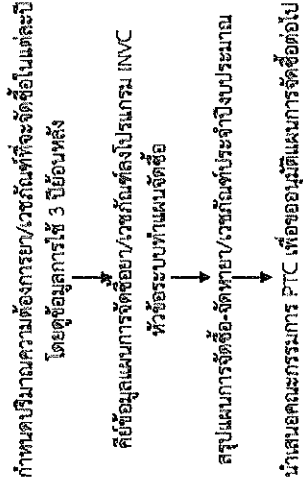 กำหนดปริมาณความต้องการยา/เวชภัณฑ์ที่จะจัดซื้อในแต่ละปี
โดยดูข้อมูลการใช้ 3 ปีย้อนหลัง
คีย์ข้อมูลแผนการจัดซื้อยา/เวชภัณฑ์ลงโปรแกรม INVC
หัวข้อระบบทำแผนจัดซื้อ
สรุปแผนการจัดซื้อ-จัดหายา/เวชภัณฑ์ประจำปีงบประมาณ
นำเสนอคณะกรรมการ PTC เพื่อขออนุมัติแผนการจัดซื้อต่อไป